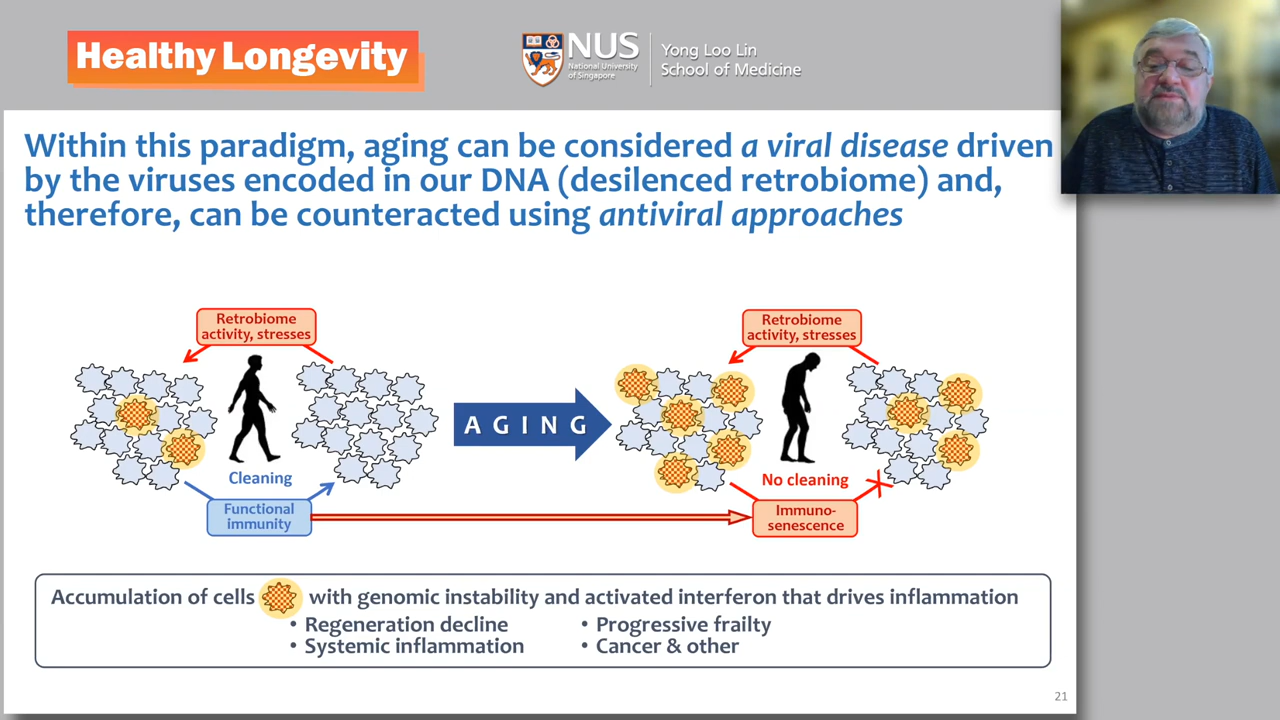 Healthy Longevity
NUS
National University
of Singapore
Yong Loo Lin
School of Medicine
Within this paradigm, aging can be considered a viral disease driven
by the viruses encoded in our DNA (desilenced retrobiome) and,
therefore, can be counteracted using antiviral approaches
Retrobiome
activity, stresses
Cleaning
Functional
immunity
AGING
Retrobiome
activity, stresses
No cleaning
Immuno-
senescence
Accumulation of cells with genomic instability and activated interferon that drives inflammation
• Regeneration decline
• Systemic inflammation
• Progressive frailty
• Cancer & other
21